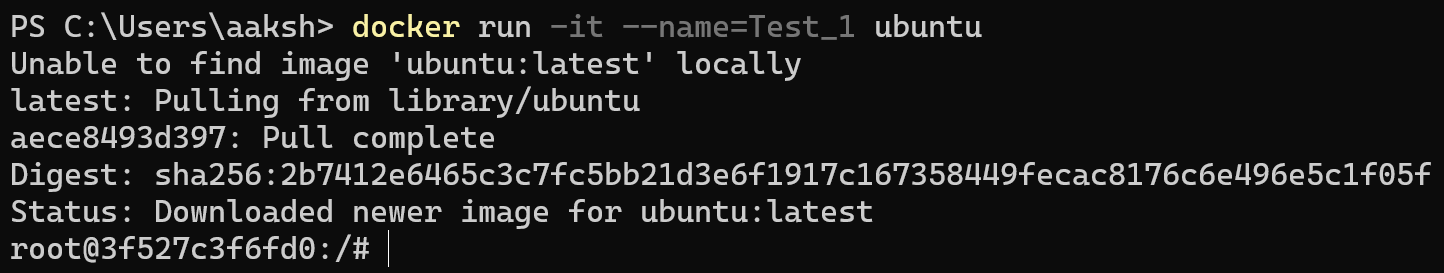 PS C:\Users\aaksh> docker run -it --name=Test_1 ubuntu
Unable to find image 'ubuntu:latest' locally
latest: Pulling from library/ubuntu
aece8493d397: Pull complete
Digest: sha256:2b7412e6465c3c7fc5bb21d3e6f1917c167358449fecac8176c6e496e5c1f05f
Status: Downloaded newer image for ubuntu:latest
root@3f527c3f6fd0:/#